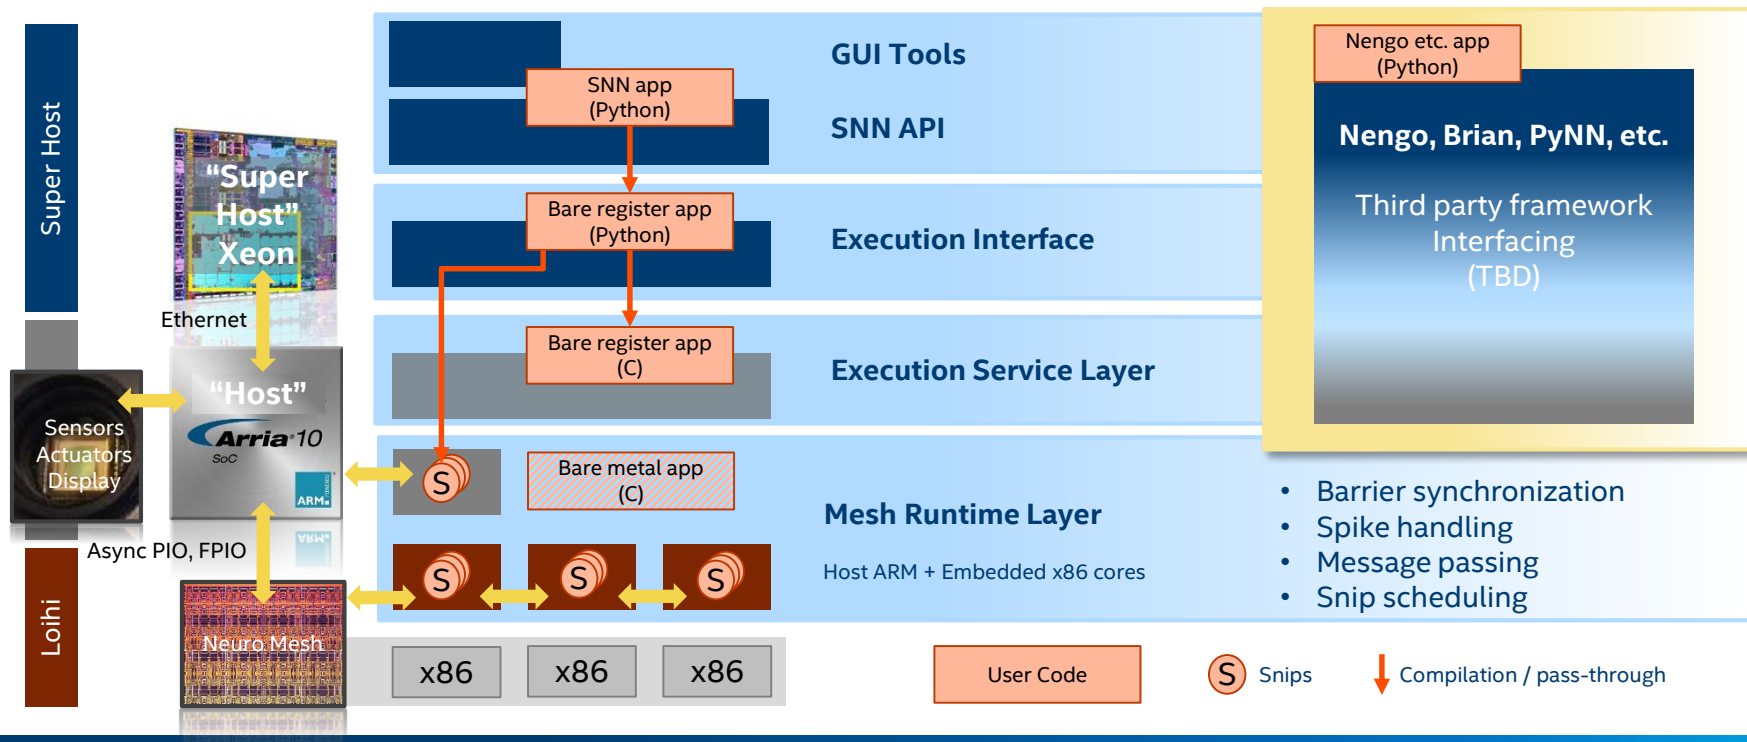 Super Host
Loihi
"Super
Host"
Xeon
Ethernet
"Host"
Arria 10
SoC
ARM
POWERED
Sensors
Actuators
Display
Async PIO, FPIO
Neuro Mesh
SNN app
(Python)
GUI Tools
SNN API
Bare register app
(Python)
Execution Interface
Bare register app
(C)
Execution Service Layer
S
Bare metal app
(C)
Mesh Runtime Layer
Host ARM + Embedded x86 cores
S
S
S
x86
x86
x86
Nengo etc. app
(Python)
Nengo, Brian, PyNN, etc.
Third party framework
Interfacing
(TBD)
• Barrier synchronization
• Spike handling
• Message passing
• Snip scheduling
User Code
S Snips
Compilation / pass-through